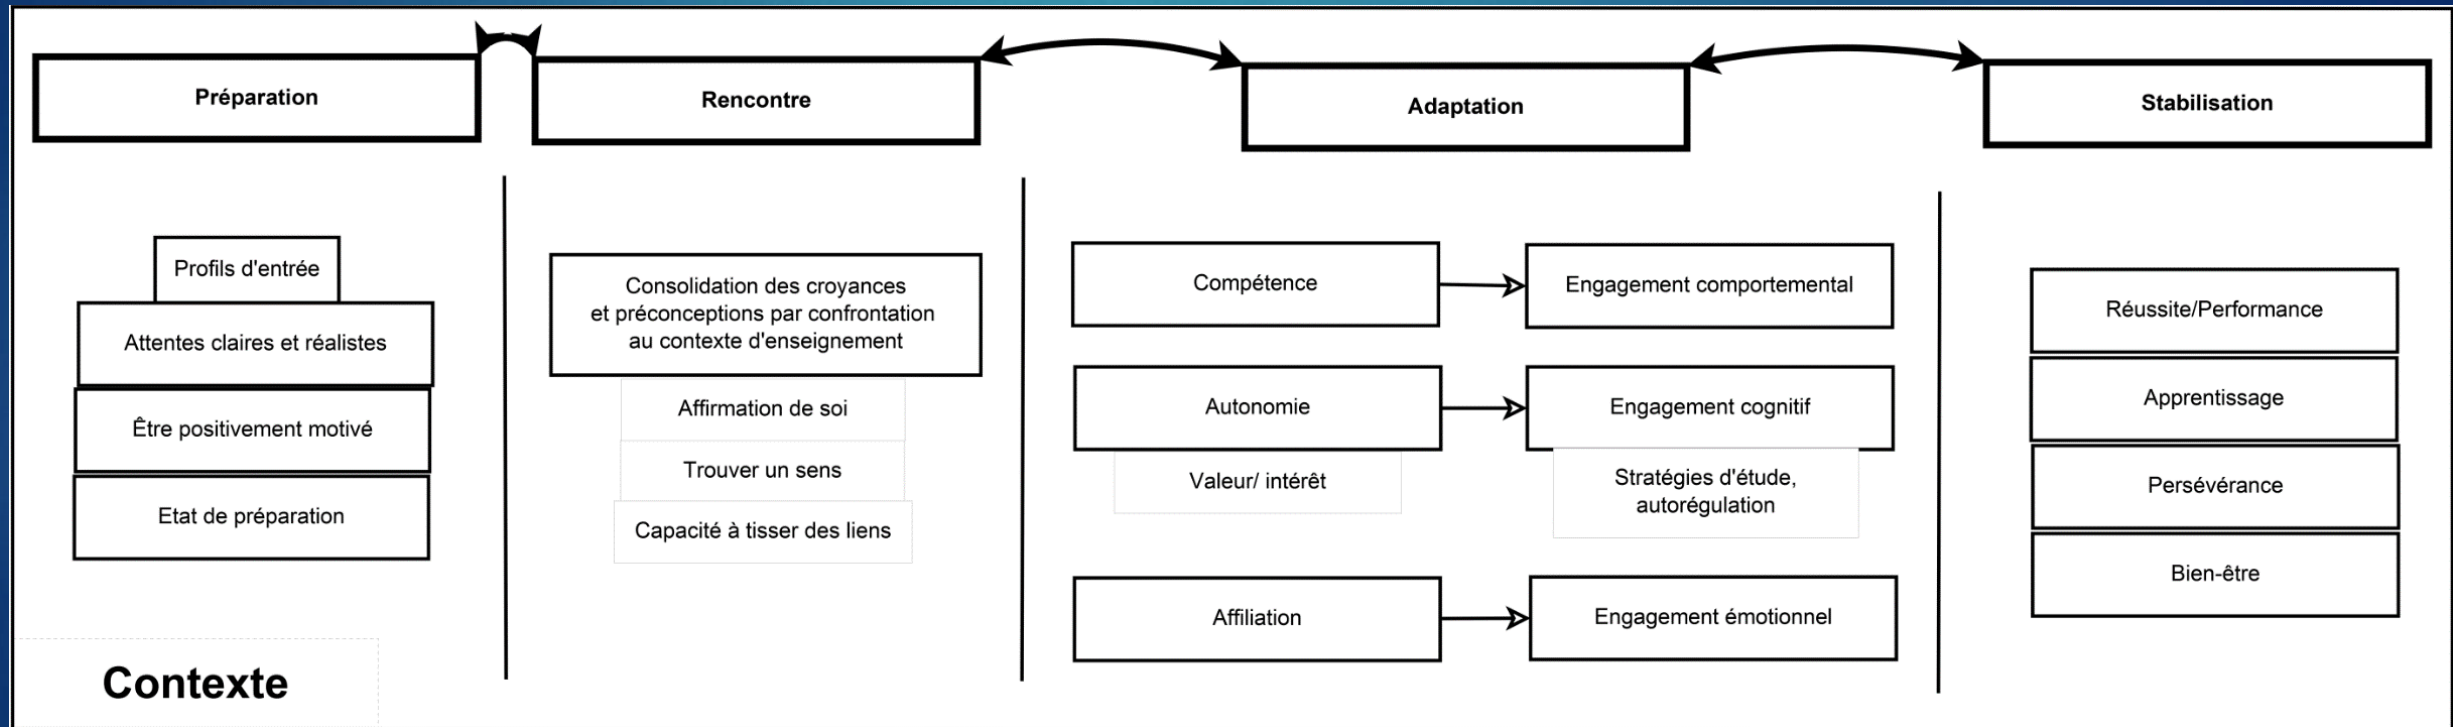 Préparation
Rencontre
Adaptation
Stabilisation
Profils d'entrée
Attentes claires et réalistes
Être positivement motivé
Etat de préparation
Consolidation des croyances
et préconceptions par confrontation
au contexte d'enseignement
Affirmation de soi
Trouver un sens
Capacité à tisser des liens
Compétence
Engagement comportemental
Autonomie
Engagement cognitif
Valeur/ intérêt
Stratégies d'étude,
autorégulation
Affiliation
Engagement émotionnel
Réussite/Performance
Apprentissage
Persévérance
Bien-être
Contexte